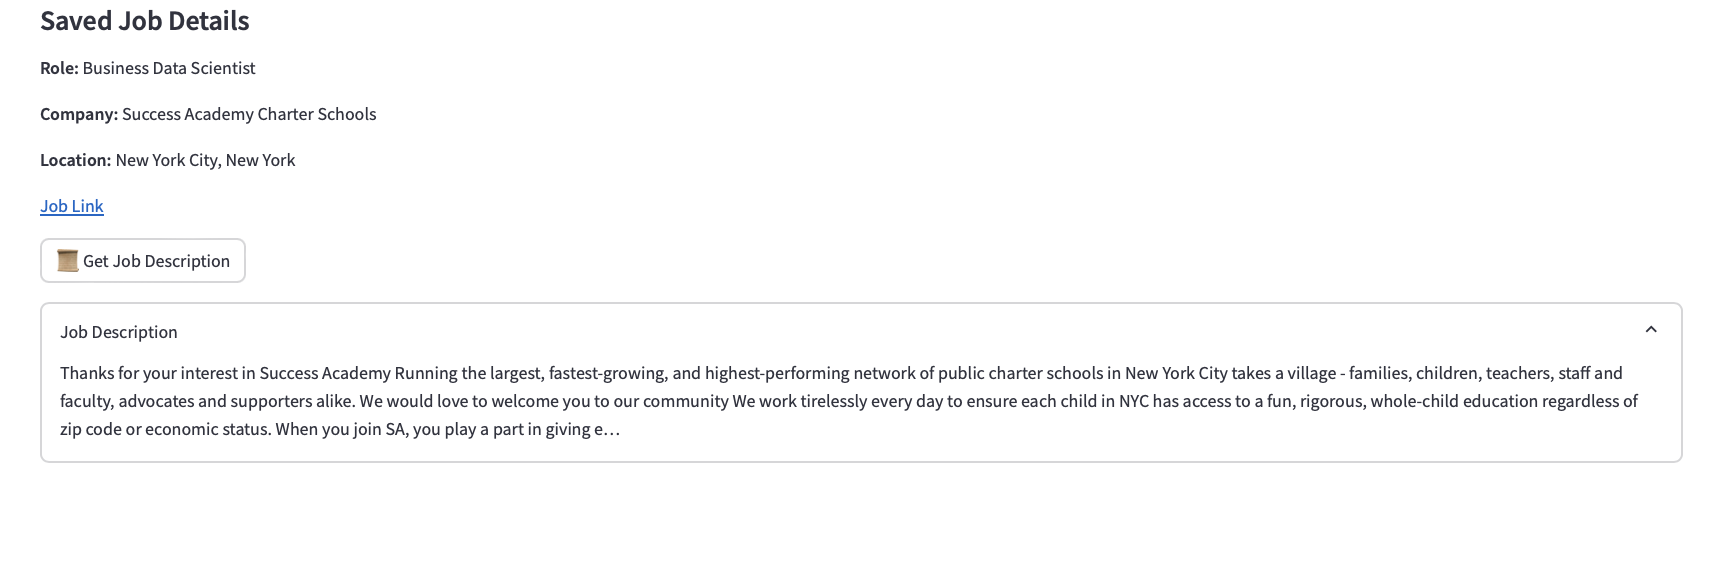 Saved Job Details
Role: Business Data Scientist
Company: Success Academy Charter Schools
Location: New York City, New York
Job Link
Get Job Description
Job Description
Thanks for your interest in Success Academy Running the largest, fastest-growing, and highest-performing network of public charter schools in New York City takes a village - families, children, teachers, staff and
faculty, advocates and supporters alike. We would love to welcome you to our community We work tirelessly every day to ensure each child in NYC has access to a fun, rigorous, whole-child education regardless of
zip code or economic status. When you join SA, you play a part in giving e…